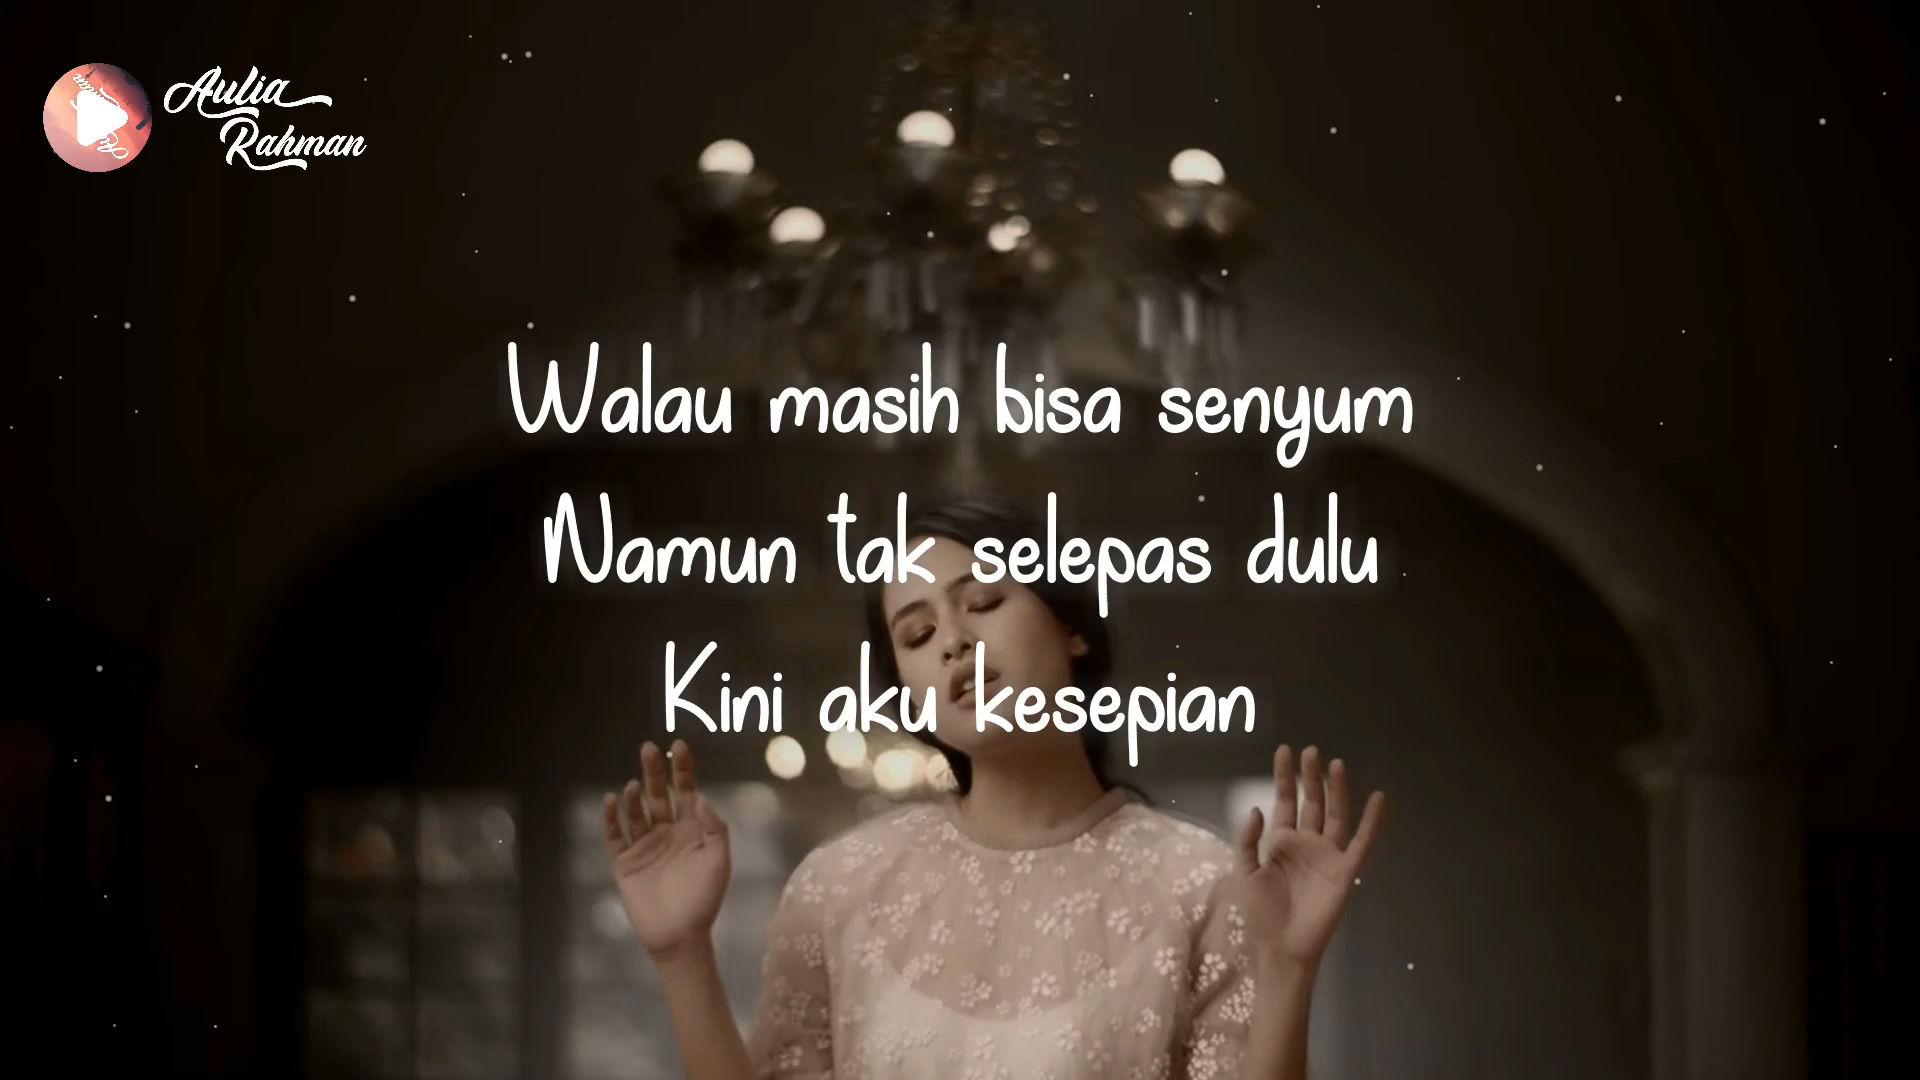 Aulia
Rahman
Walau masih bisa senyum
Namun tak selepas dulu
Kini aku kesepian